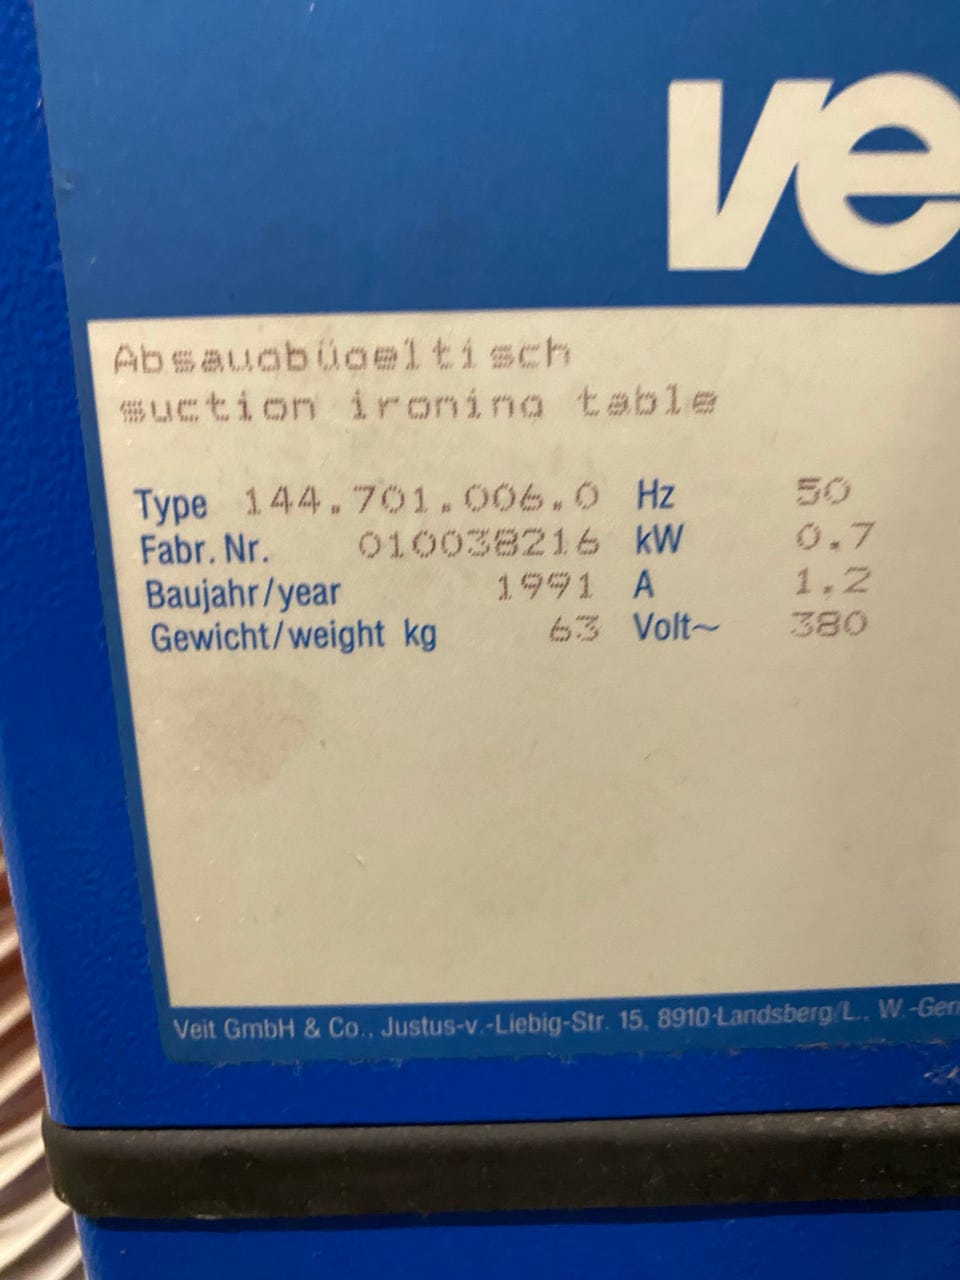 ve
Absaugbügeltisch
suction ironing table
Type 144.701.006.0 Hz 50
Fabr. Nr. 010038216 kW 0.7
Baujahr/year 1991 A 1.2
Gewicht/weight kg 63 Volt~ 380
Veit GmbH & Co., Justus-v.-Liebig-Str. 15, 8910-Landsberg/L., W.-Ger